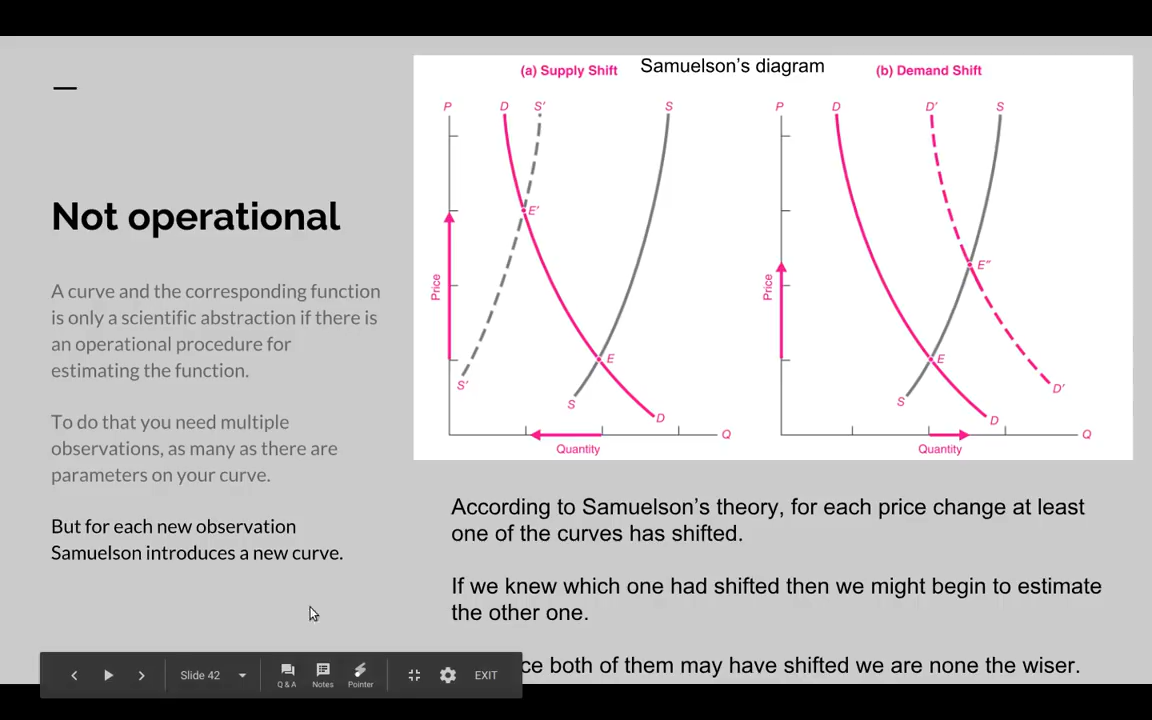 Not operational
A curve and the corresponding function
is only a scientific abstraction if there is
an operational procedure for
estimating the function.
To do that you need multiple
observations, as many as there are
parameters on your curve.
But for each new observation
Samuelson introduces a new curve.
Samuelson's diagram
(a) Supply Shift
P
D
S'
S
E'
Price
E
S'
S
D
Q
Quantity
(b) Demand Shift
P
D
D'
S
E"
Price
E
D'
S
D
Q
Quantity
According to Samuelson's theory, for each price change at least
one of the curves has shifted.
If we knew which one had shifted then we might begin to estimate
the other one.
both of them may have shifted we are none the wiser.
Slide 42
Q & A
Notes
Pointer
EXIT